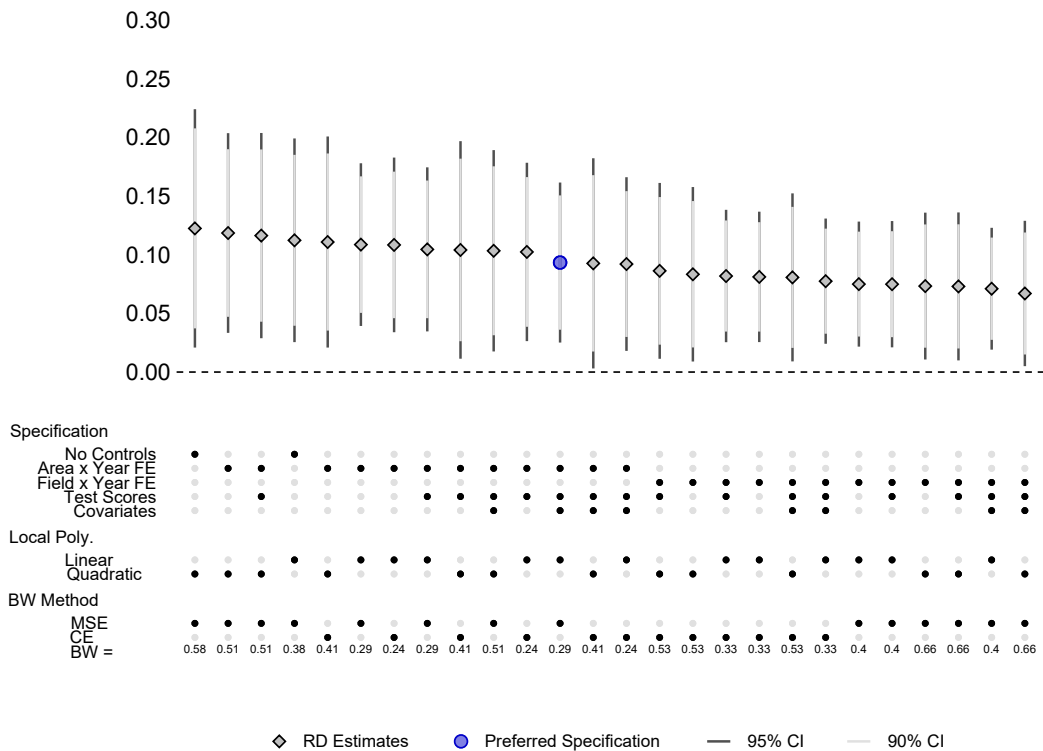 0.30
0.25
0.20
0.15
0.10
0.05
0.00
Specification
No Controls
Area x Year FE
Field x Year FE
Test Scores
Covariates
Local Poly.
Linear
Quadratic
BW Method
MSE
CE
BW = 0.58 0.51 0.51 0.38 0.41 0.29 0.24 0.29 0.41 0.51 0.24 0.29 0.41 0.24 0.53 0.53 0.33 0.33 0.53 0.33 0.4 0.4 0.66 0.66 0.4 0.66
RD Estimates Preferred Specification 95% CI 90% CI